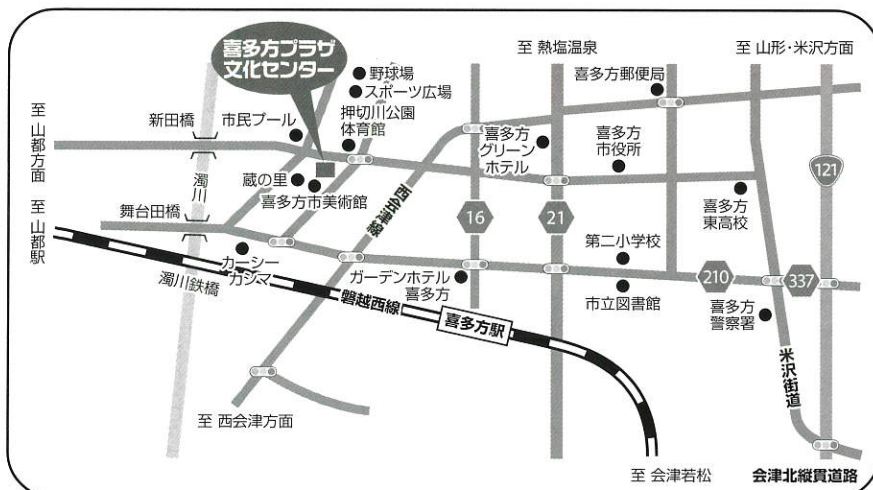 喜多方プラザ
文化センター
野球場
スポーツ広場
押切川公園
体育館
至 熱塩温泉
至 山形・米沢方面
喜多方郵便局
至 山都方面
新田橋
市民プール
喜多方
グリーン
ホテル
喜多方
市役所
121
濁川
蔵の里
喜多方市美術館
西会津線
16
21
喜多方
東高校
至 山都駅
舞台田橋
カーシー
カシマ
濁川鉄橋
磐越西線
ガーデンホテル
喜多方
第二小学校
市立図書館
210
337
喜多方
警察署
喜多方駅
米沢街道
至 西会津方面
至 会津若松
会津北縦貫道路